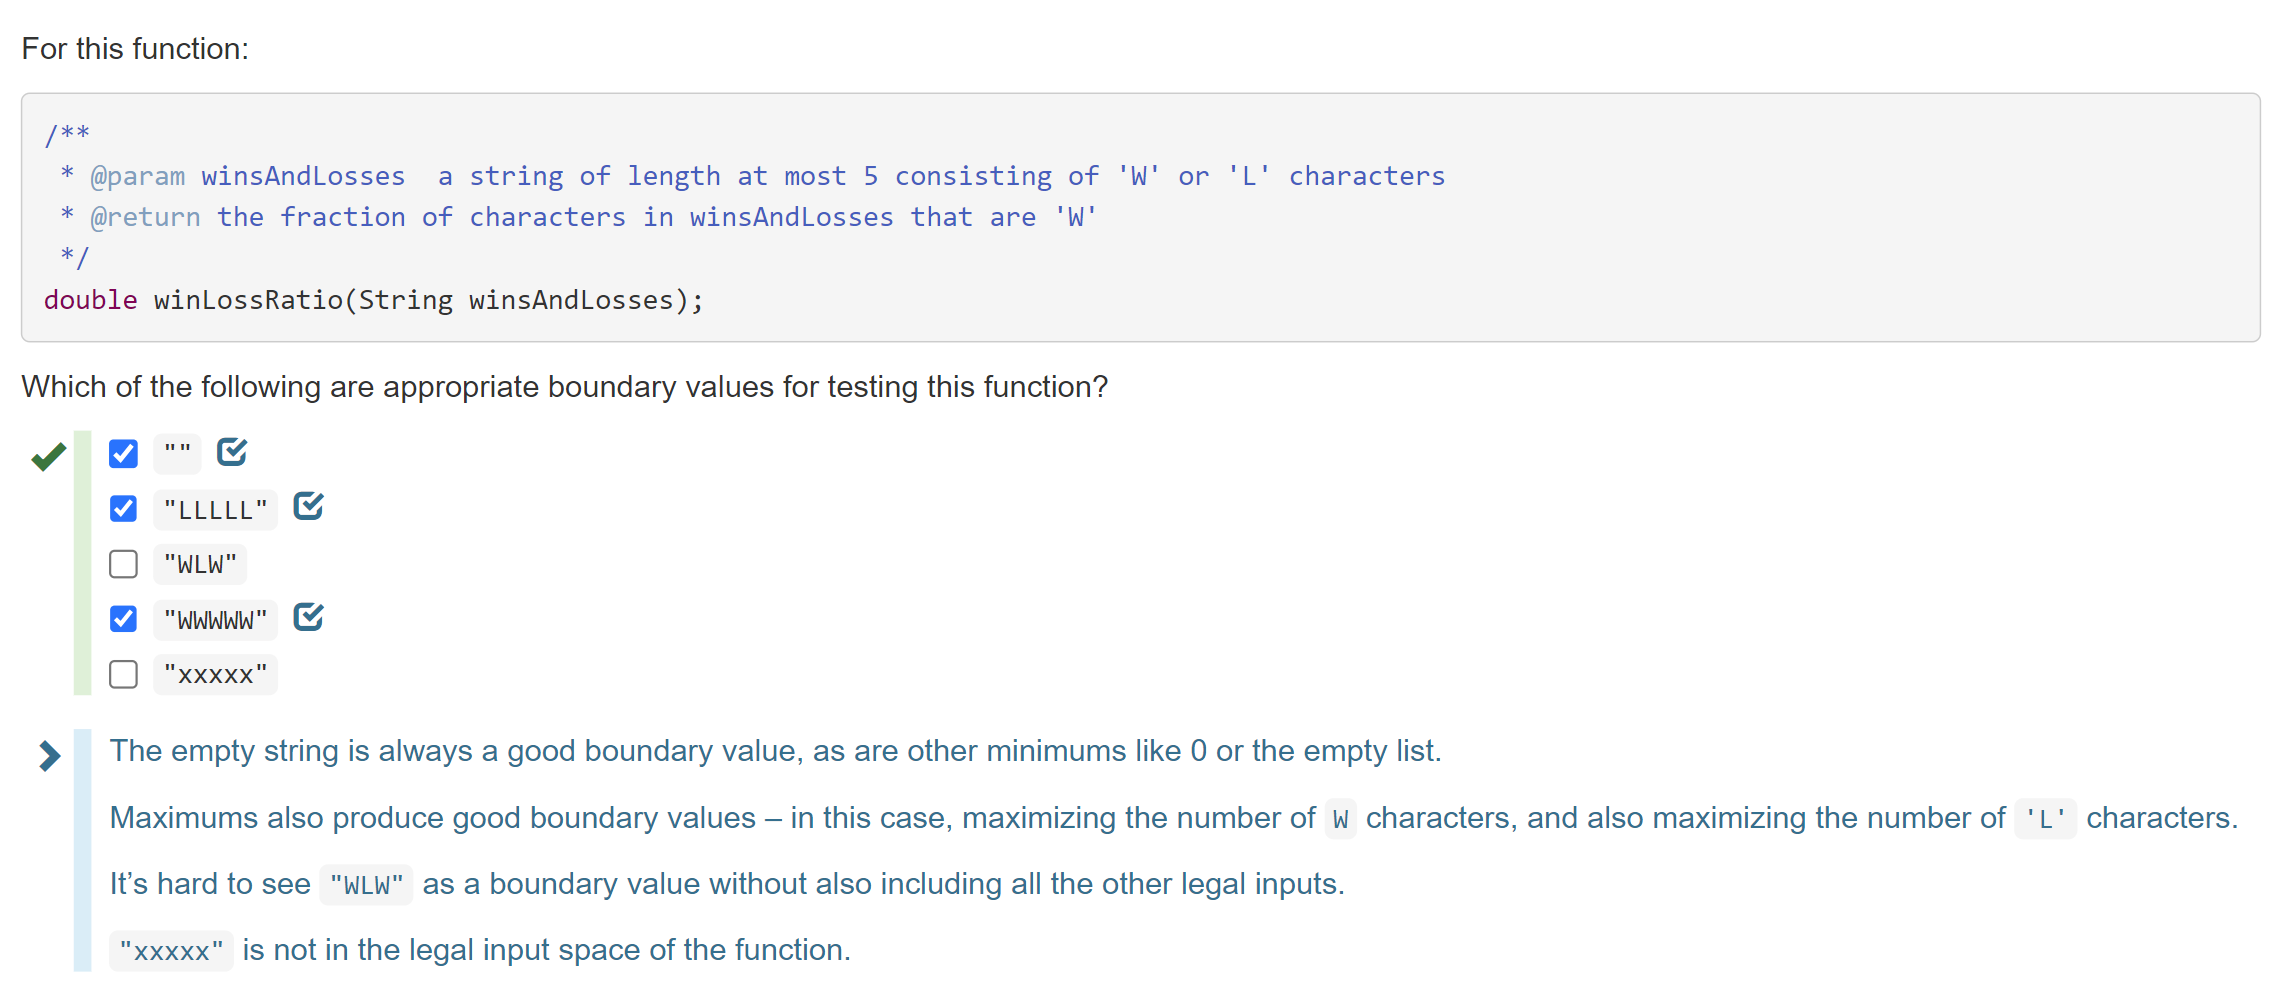 For this function:
/**
 * @param winsAndLosses  a string of length at most 5 consisting of 'W' or 'L' characters
 * @return the fraction of characters in winsAndLosses that are 'W'
 */
double winLossRatio(String winsAndLosses);
Which of the following are appropriate boundary values for testing this function?
""
"LLLLL"
"WLW"
"WWWWW"
"xxxxx"
The empty string is always a good boundary value, as are other minimums like 0 or the empty list.
Maximums also produce good boundary values – in this case, maximizing the number of W characters, and also maximizing the number of 'L' characters.
It’s hard to see "WLW" as a boundary value without also including all the other legal inputs.
"xxxxx" is not in the legal input space of the function.